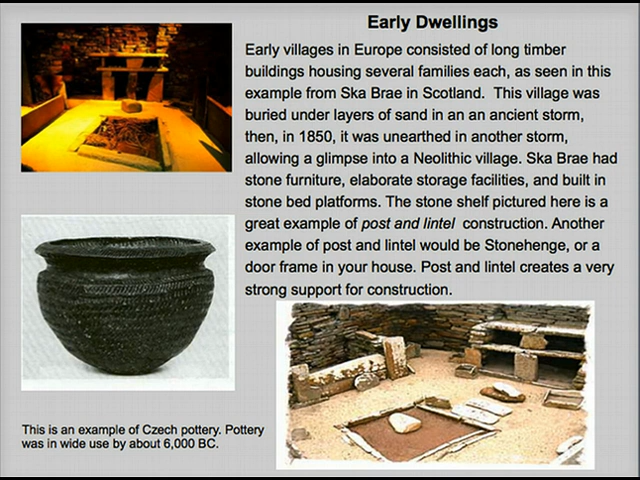 Early Dwellings
Early villages in Europe consisted of long timber
buildings housing several families each, as seen in this
example from Ska Brae in Scotland.  This village was
buried under layers of sand in an an ancient storm,
then, in 1850, it was unearthed in another storm,
allowing a glimpse into a Neolithic village. Ska Brae had
stone furniture, elaborate storage facilities, and built in
stone bed platforms. The stone shelf pictured here is a
great example of post and lintel  construction. Another
example of post and lintel would be Stonehenge, or a
door frame in your house. Post and lintel creates a very
strong support for construction.
This is an example of Czech pottery. Pottery
was in wide use by about 6,000 BC.